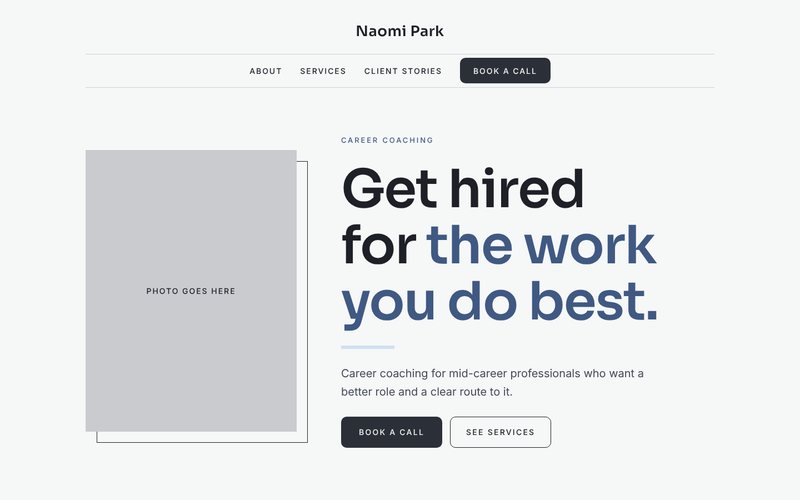 Naomi Park
ABOUT SERVICES CLIENT STORIES BOOK A CALL
CAREER COACHING
Get hired
for the work
you do best.
PHOTO GOES HERE
Career coaching for mid-career professionals who want a
better role and a clear route to it.
BOOK A CALL SEE SERVICES